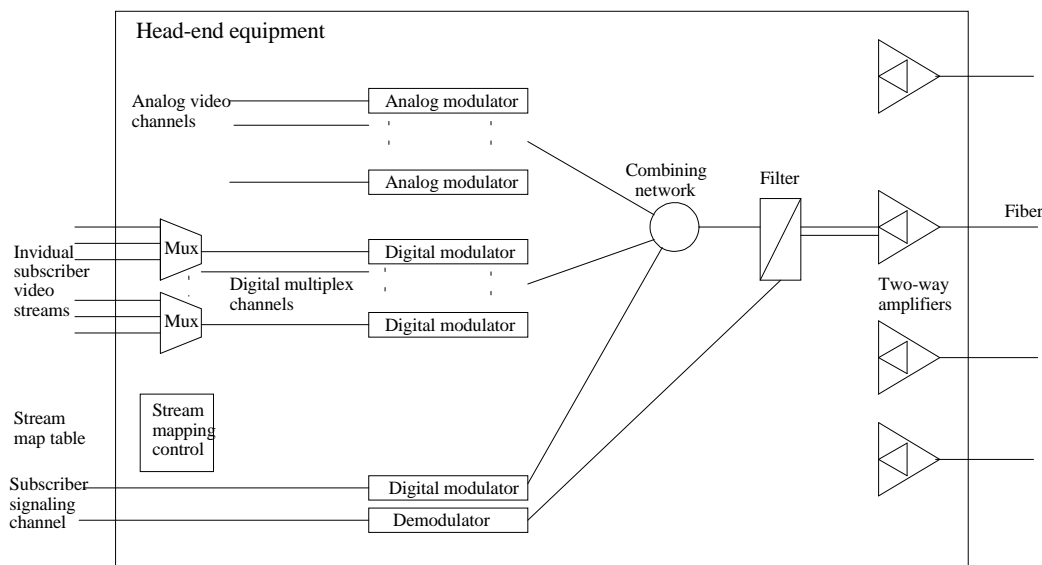 Head-end equipment
Analog video
channels
Analog modulator
Analog modulator
Combining
network
Filter
Fiber
Mux
Digital modulator
Invidual
subscriber
video
streams
Digital multiplex
channels
Two-way
amplifiers
Mux
Digital modulator
Stream
map table
Stream
mapping
control
Subscriber
signaling
channel
Digital modulator
Demodulator